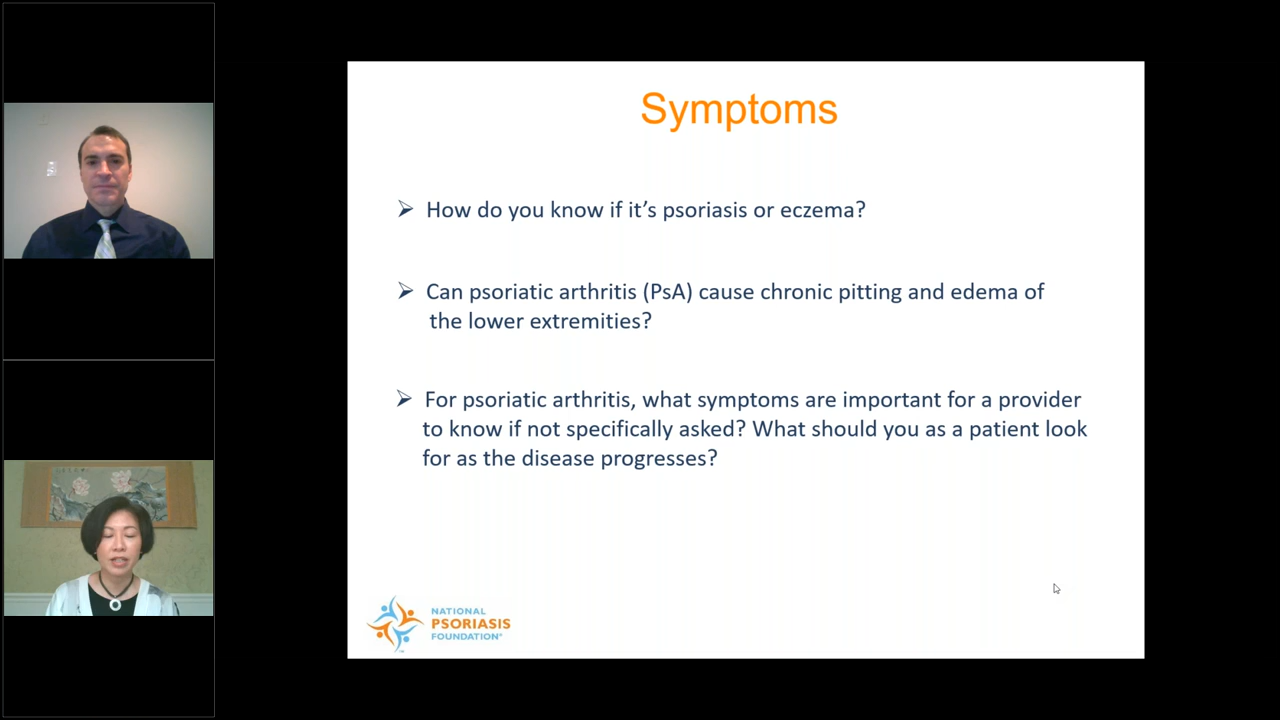 Symptoms
➢ How do you know if it’s psoriasis or eczema?
➢ Can psoriatic arthritis (PsA) cause chronic pitting and edema of
the lower extremities?
➢ For psoriatic arthritis, what symptoms are important for a provider
to know if not specifically asked? What should you as a patient look
for as the disease progresses?
NATIONAL
PSORIASIS
FOUNDATION®